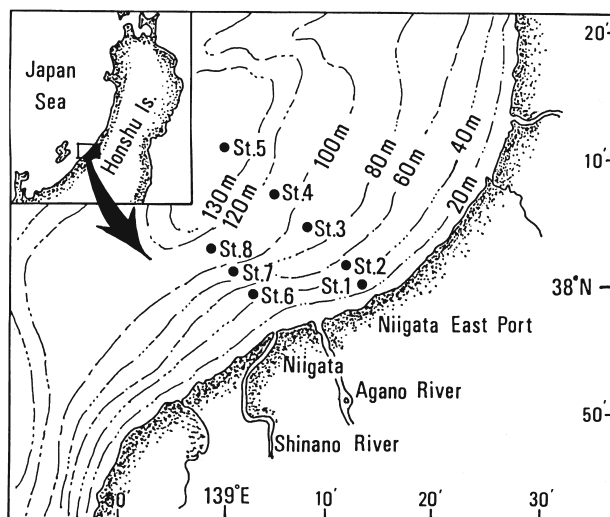 Japan
Sea
Honshu Is.
20′
10′
38°N
50′
130m
120m
100m
80m
60m
40m
20m
St.5
St.4
St.3
St.8
St.7
St.2
St.1
St.6
Niigata East Port
Niigata
Agano River
Shinano River
139°E
10′
20′
30′